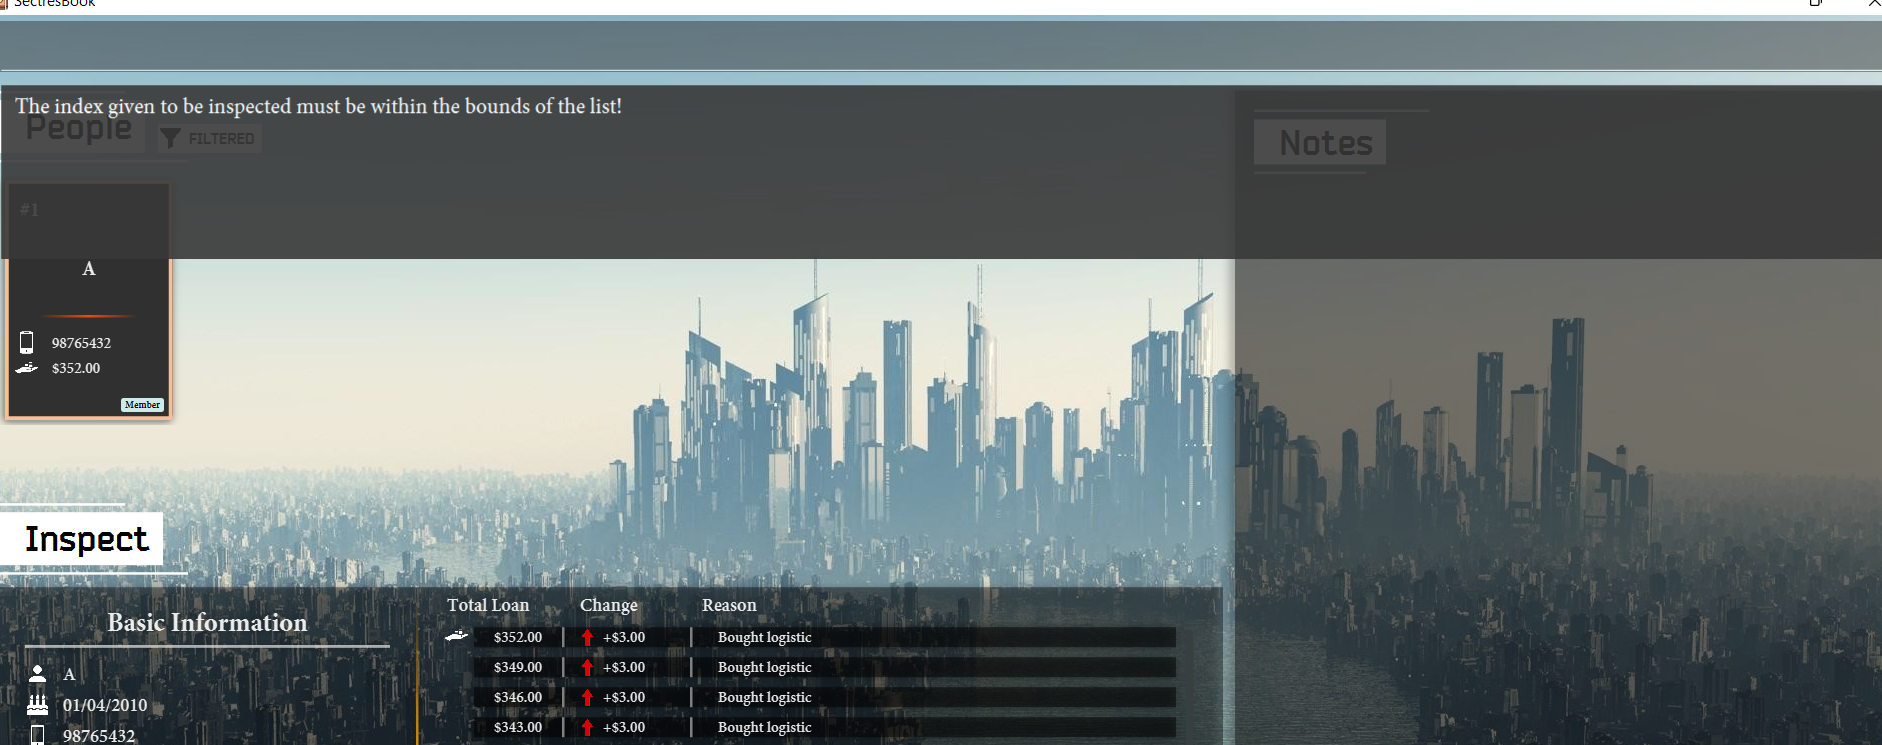 SectresBook
The index given to be inspected must be within the bounds of the list!
People
FILTERED
Notes
#1
A
98765432
$352.00
Member
Inspect
Basic Information
A
01/04/2010
98765432
Total Loan Change Reason
$352.00 | +$3.00 | Bought logistic
$349.00 | +$3.00 | Bought logistic
$346.00 | +$3.00 | Bought logistic
$343.00 | +$3.00 | Bought logistic